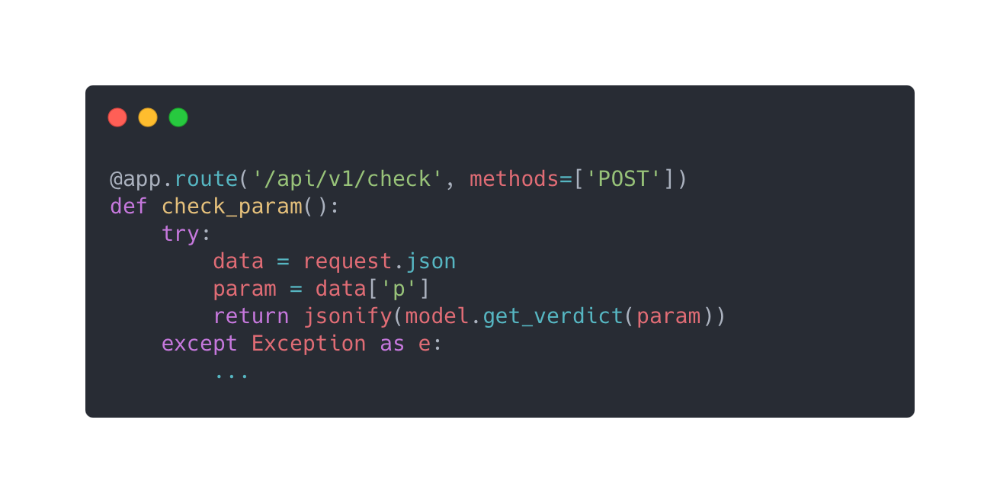 @app.route('/api/v1/check', methods=['POST'])
def check_param():
    try:
        data = request.json
        param = data['p']
        return jsonify(model.get_verdict(param))
    except Exception as e:
        ...